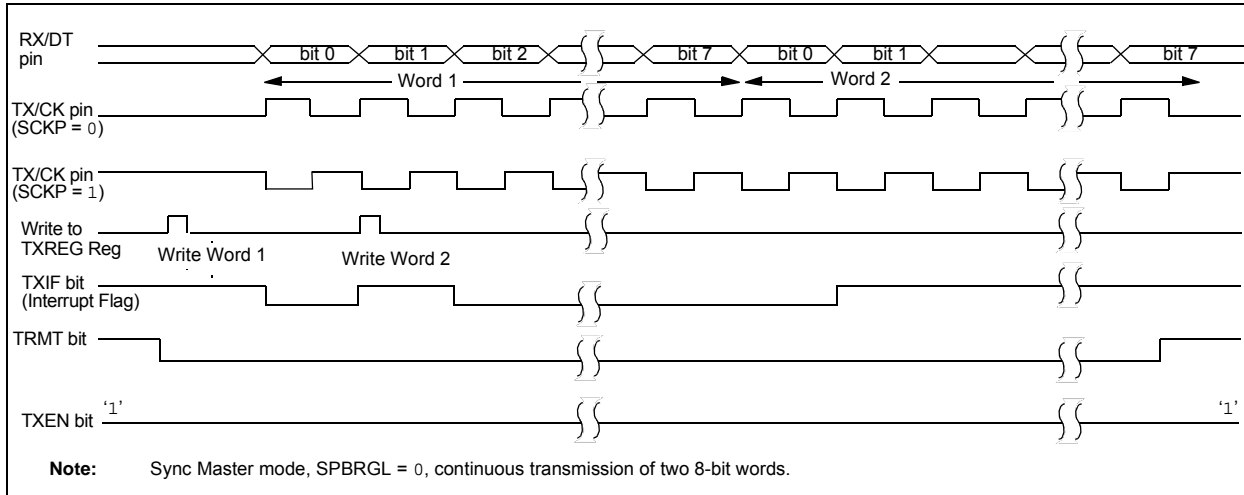 RX/DT
pin
bit 0 bit 1 bit 2 bit 7 bit 0 bit 1 bit 7
Word 1 Word 2
TX/CK pin
(SCKP = 0)
TX/CK pin
(SCKP = 1)
Write to
TXREG Reg
Write Word 1 Write Word 2
TXIF bit
(Interrupt Flag)
TRMT bit
TXEN bit ‘1’ ‘1’
Note: Sync Master mode, SPBRGL = 0, continuous transmission of two 8-bit words.